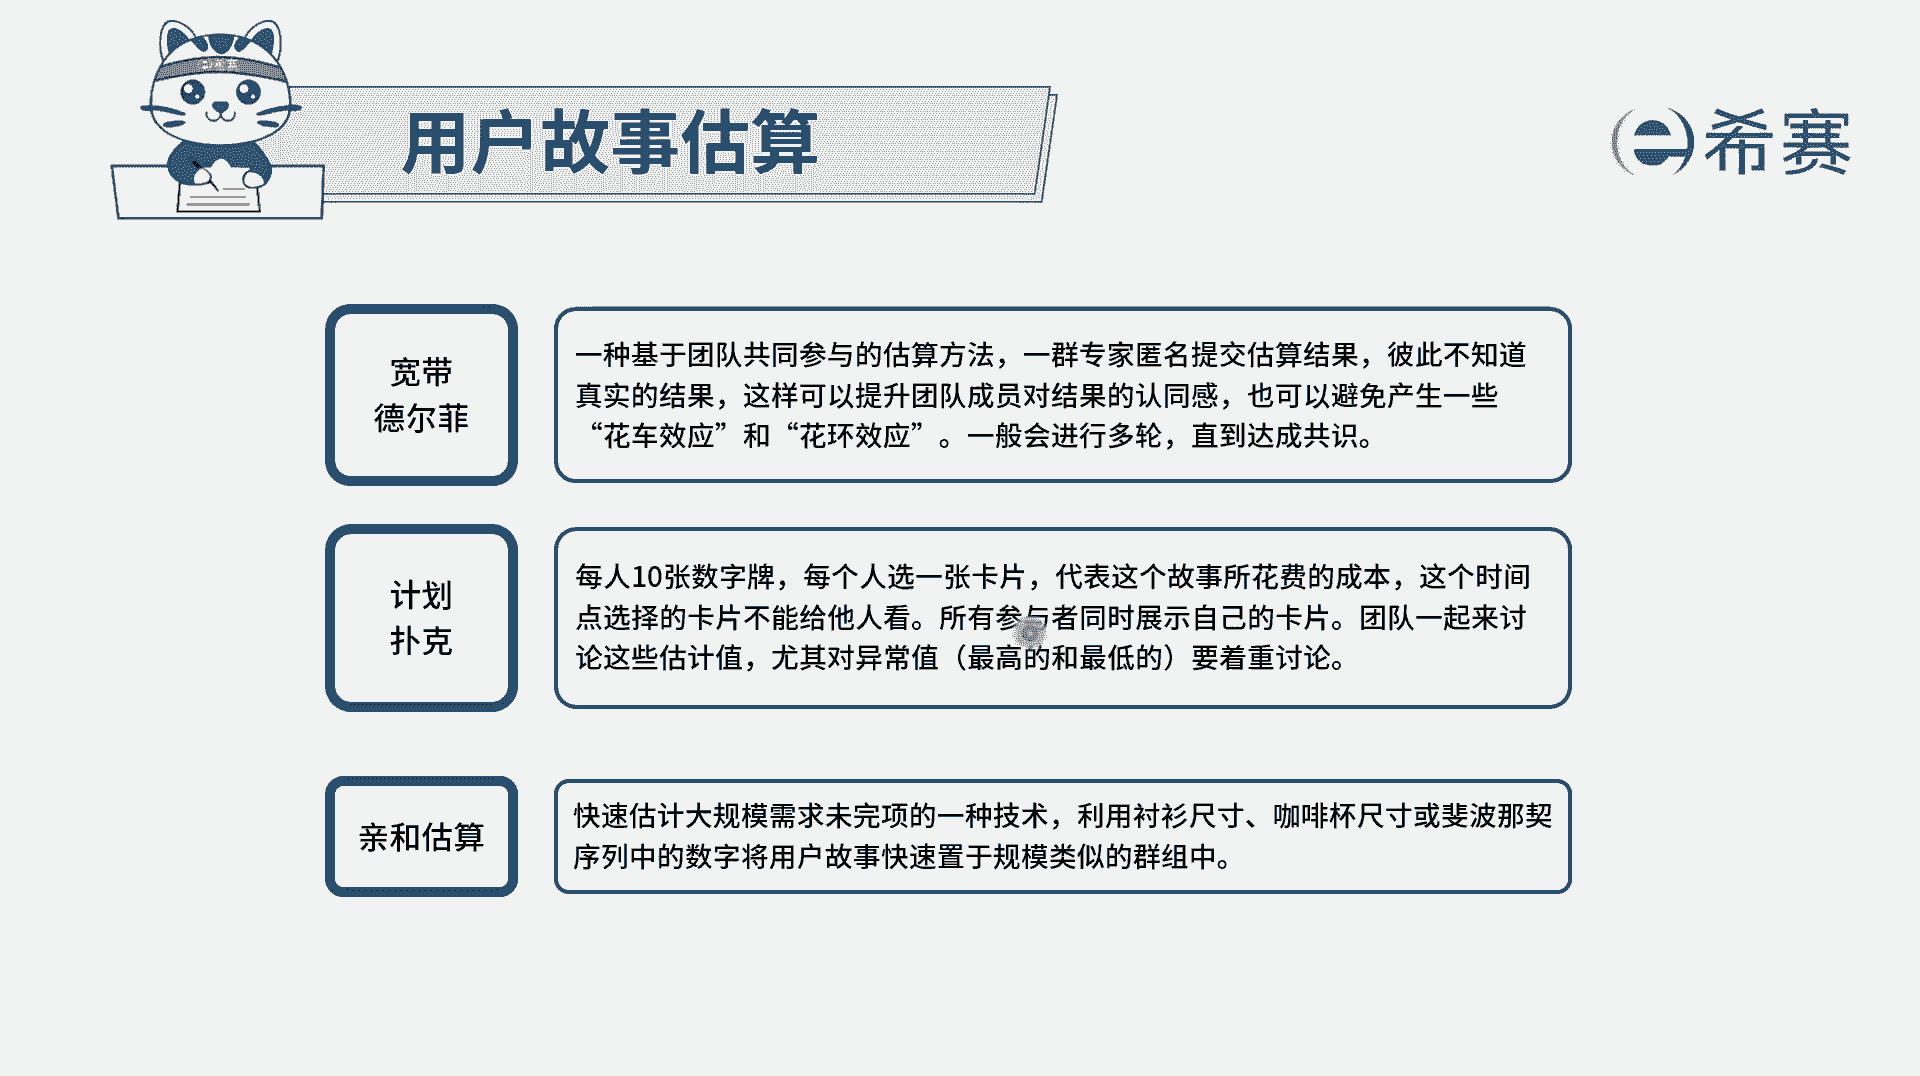 用户故事估算
希赛
宽带
德尔菲
一种基于团队共同参与的估算方法，一群专家匿名提交估算结果，彼此不知道
真实的结果，这样可以提升团队成员对结果的认同感，也可以避免产生一些
“花车效应”和“花环效应”。一般会进行多轮，直到达成共识。
计划
扑克
每人10张数字牌，每个人选一张卡片，代表这个故事所花费的成本，这个时间
点选择的卡片不能给他人看。所有参与者同时展示自己的卡片。团队一起来讨
论这些估计值，尤其对异常值（最高的和最低的）要着重讨论。
亲和估算
快速估计大规模需求未完项的一种技术，利用衬衫尺寸、咖啡杯尺寸或斐波那契
序列中的数字将用户故事快速置于规模类似的群组中。